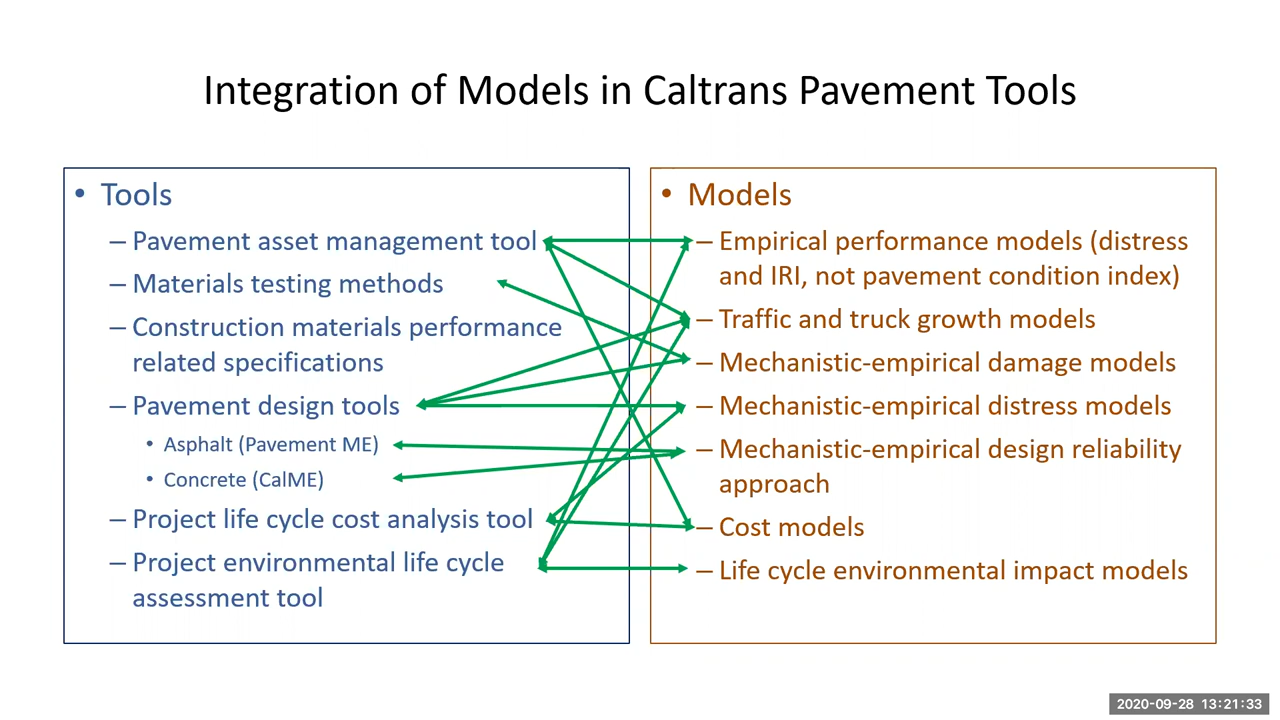 Integration of Models in Caltrans Pavement Tools
• Tools
– Pavement asset management tool
– Materials testing methods
– Construction materials performance
related specifications
– Pavement design tools
• Asphalt (Pavement ME)
• Concrete (CalME)
– Project life cycle cost analysis tool
– Project environmental life cycle
assessment tool
• Models
– Empirical performance models (distress
and IRI, not pavement condition index)
– Traffic and truck growth models
– Mechanistic-empirical damage models
– Mechanistic-empirical distress models
– Mechanistic-empirical design reliability
approach
– Cost models
– Life cycle environmental impact models
2020-09-28 13:21:33